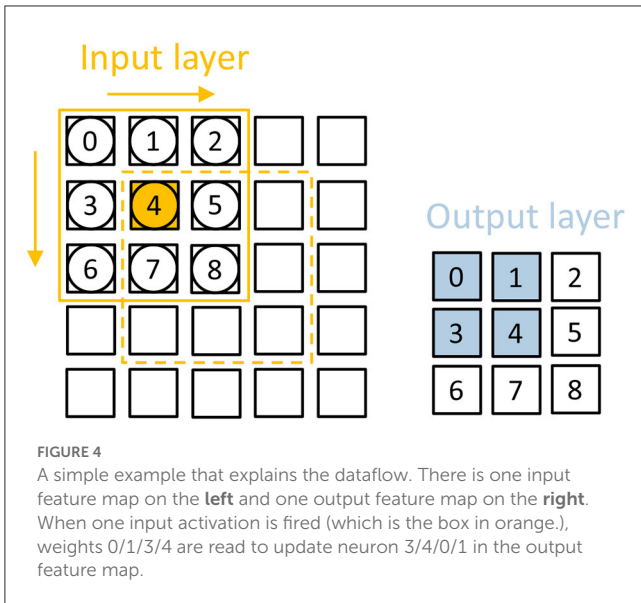 Input layer
0 1 2
3 4 5
6 7 8
Output layer
0 1 2
3 4 5
6 7 8
FIGURE 4
A simple example that explains the dataflow. There is one input
feature map on the left and one output feature map on the right.
When one input activation is fired (which is the box in orange.),
weights 0/1/3/4 are read to update neuron 3/4/0/1 in the output
feature map.